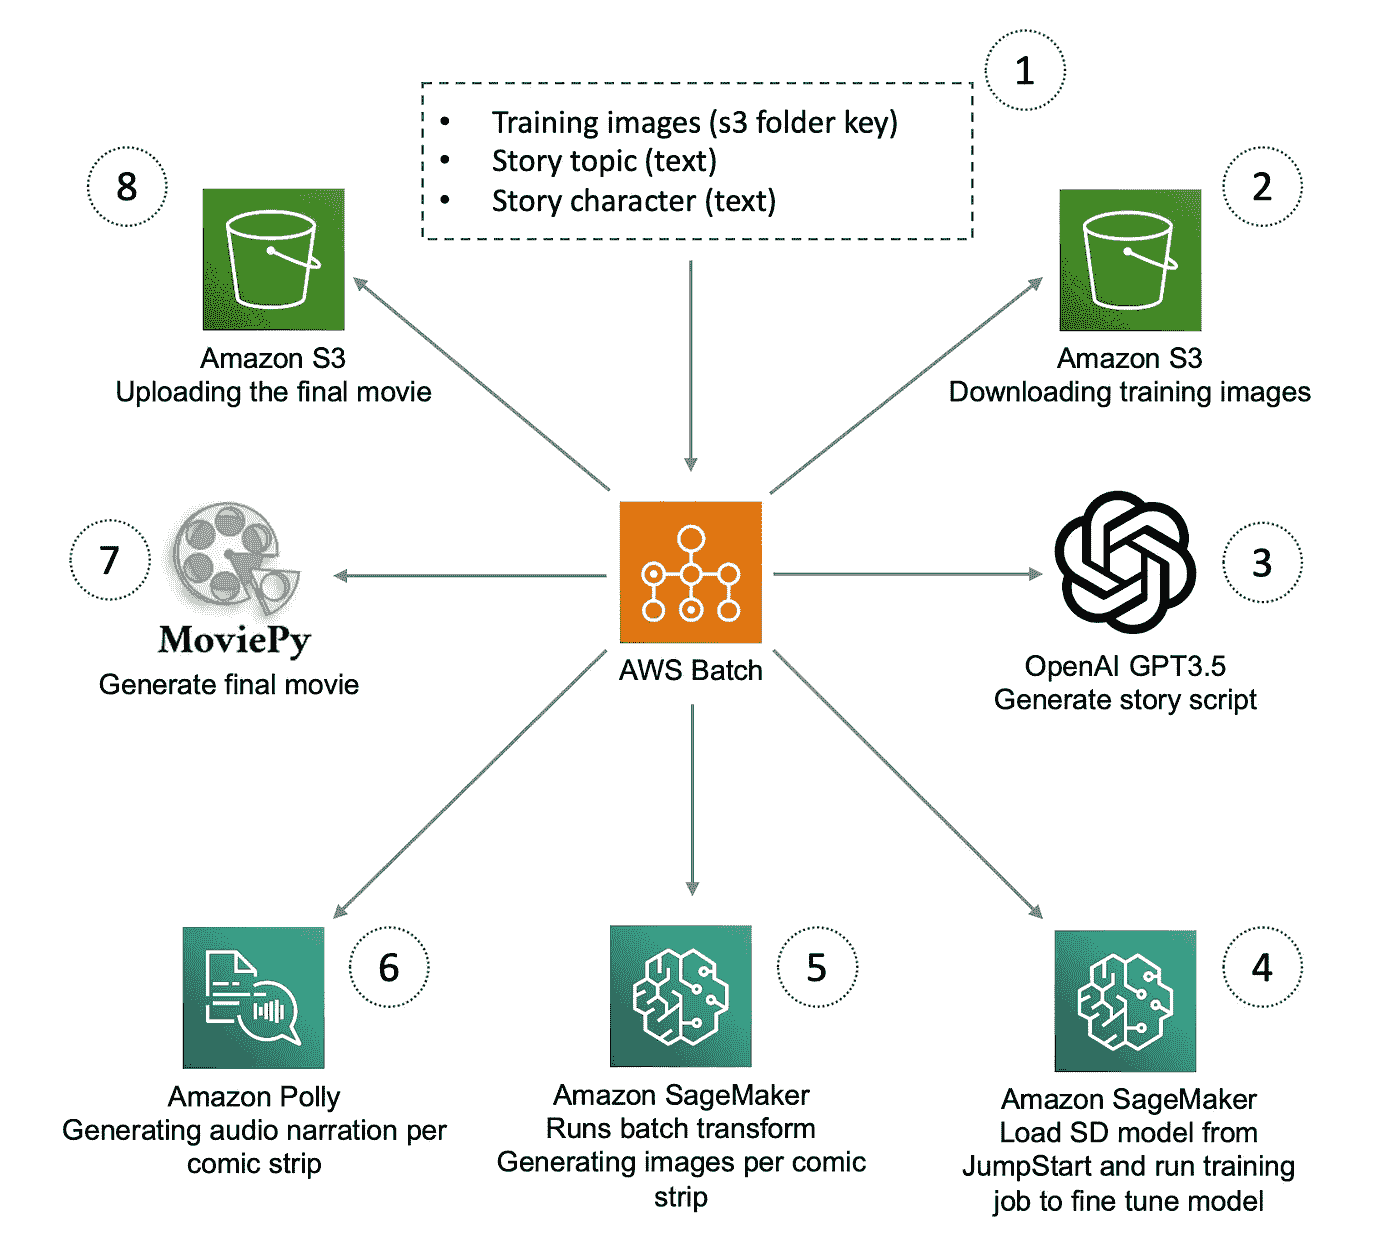 1
• Training images (s3 folder key)
• Story topic (text)
• Story character (text)
8
Amazon S3
Uploading the final movie
2
Amazon S3
Downloading training images
7
MoviePy
Generate final movie
AWS Batch
3
OpenAI GPT3.5
Generate story script
6
Amazon Polly
Generating audio narration per
comic strip
5
Amazon SageMaker
Runs batch transform
Generating images per comic
strip
4
Amazon SageMaker
Load SD model from
JumpStart and run training
job to fine tune model